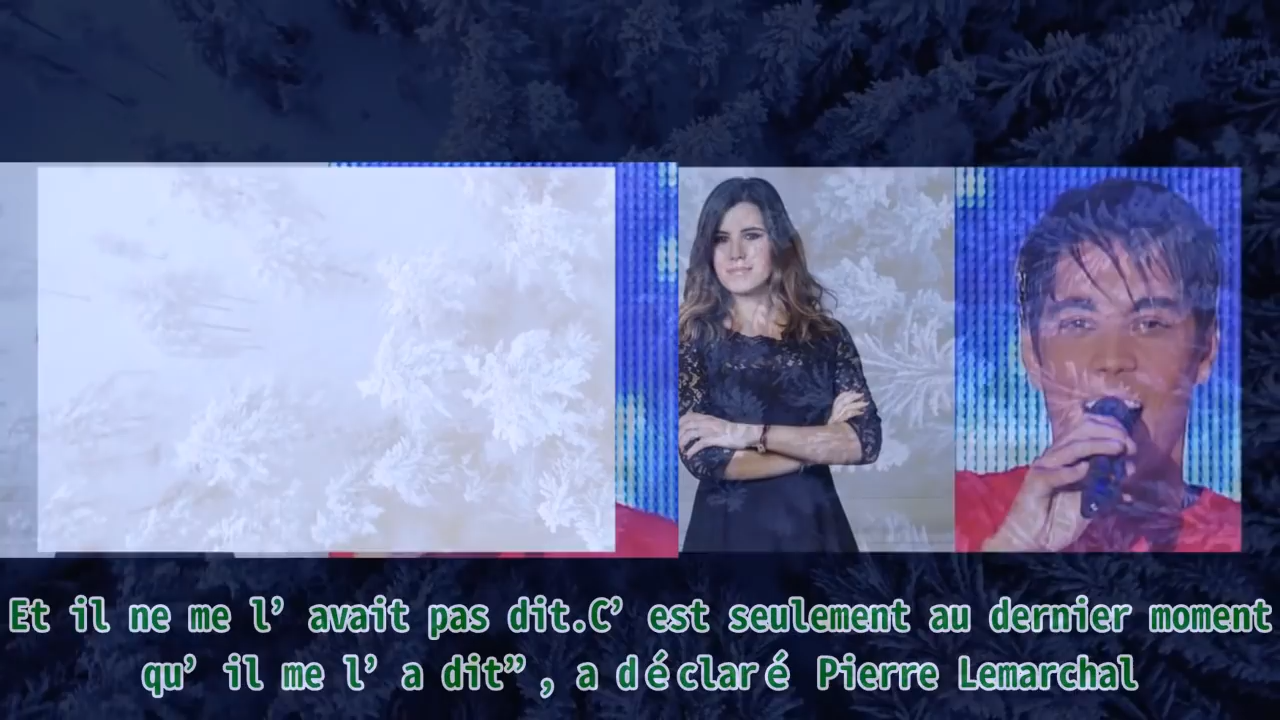 Et il ne me l’ avait pas dit.C’ est seulement au dernier moment
qu’ il me l’ a dit”, a déclaré Pierre Lemarchal